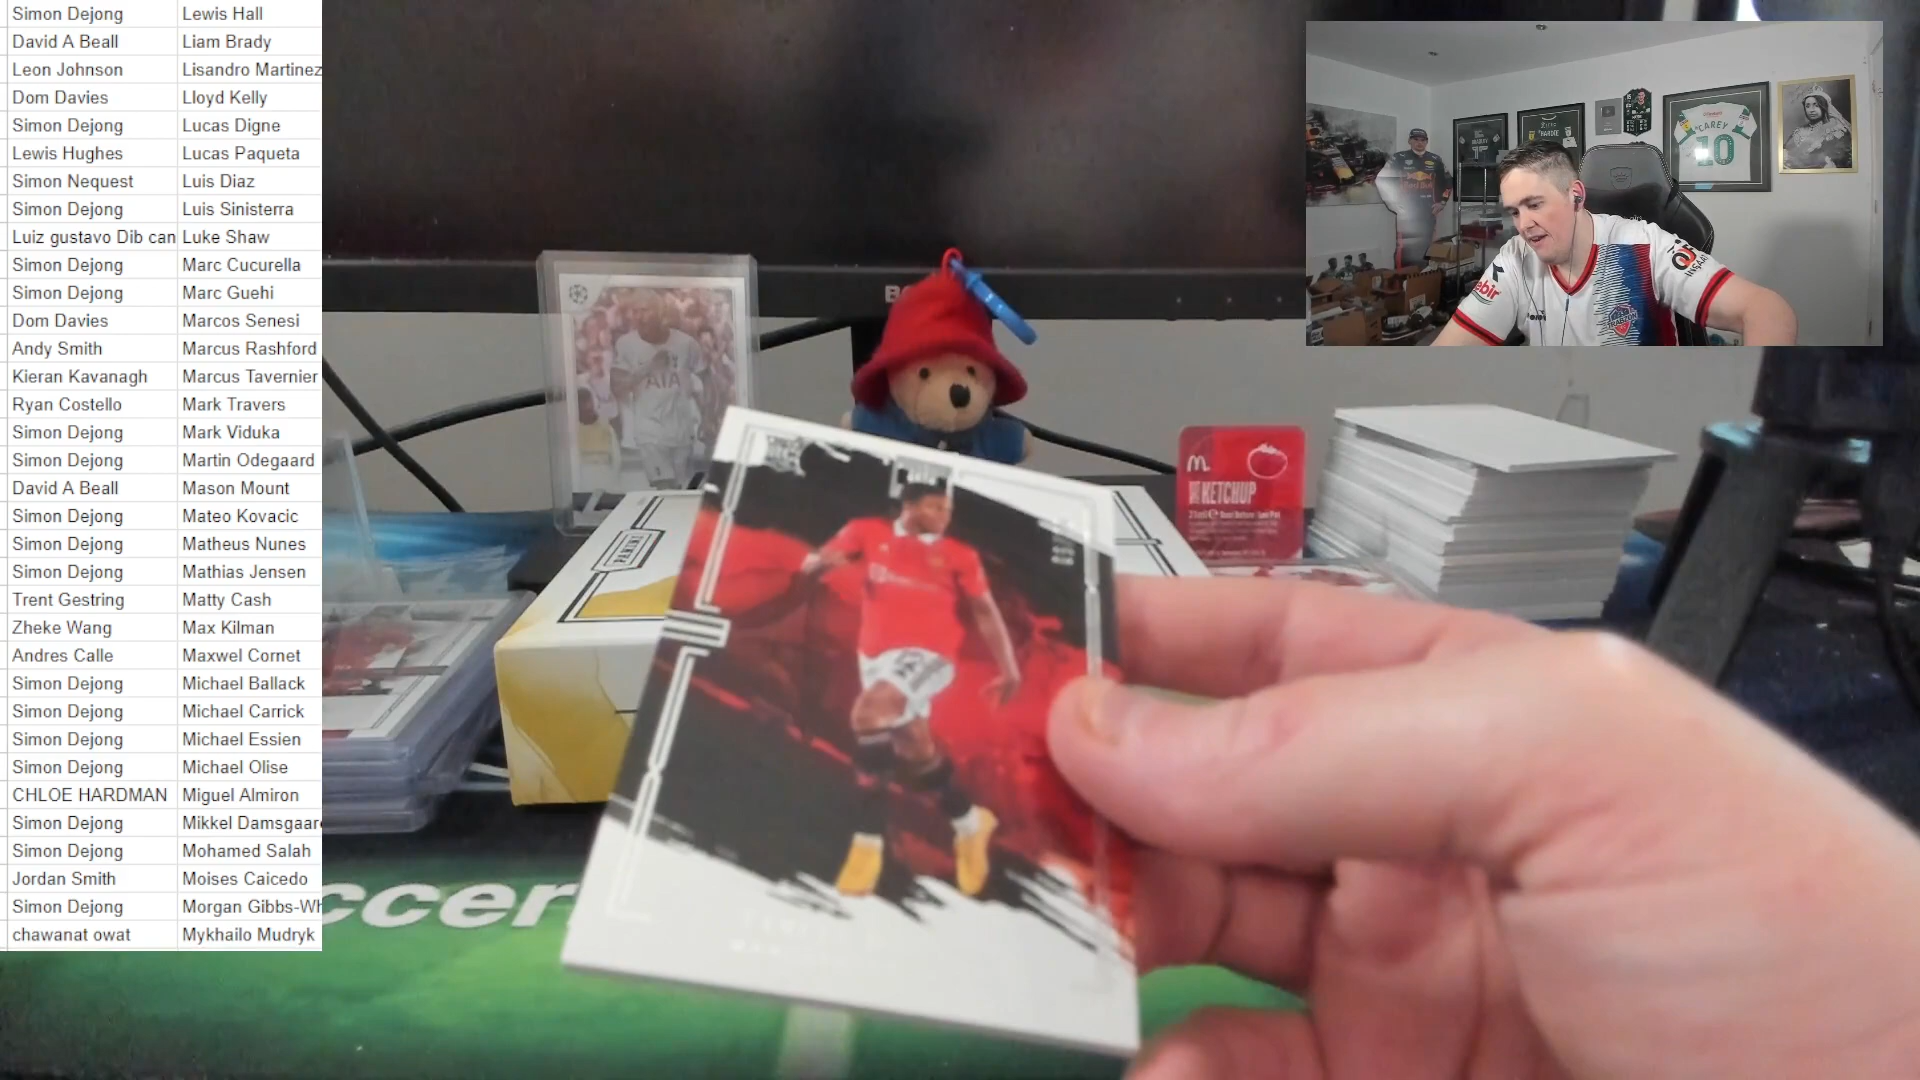 Simon Dejong Lewis Hall
David A Beall Liam Brady
Leon Johnson Lisandro Martinez
Dom Davies Lloyd Kelly
Simon Dejong Lucas Digne
Lewis Hughes Lucas Paqueta
Simon Nequest Luis Diaz
Simon Dejong Luis Sinisterra
Luiz gustavo Dib can Luke Shaw
Simon Dejong Marc Cucurella
Simon Dejong Marc Guehi
Dom Davies Marcos Senesi
Andy Smith Marcus Rashford
Kieran Kavanagh Marcus Tavernier
Ryan Costello Mark Travers
Simon Dejong Mark Viduka
Simon Dejong Martin Odegaard
David A Beall Mason Mount
Simon Dejong Mateo Kovacic
Simon Dejong Matheus Nunes
Simon Dejong Mathias Jensen
Trent Gestring Matty Cash
Zheke Wang Max Kilman
Andres Calle Maxwel Cornet
Simon Dejong Michael Ballack
Simon Dejong Michael Carrick
Simon Dejong Michael Essien
Simon Dejong Michael Olise
CHLOE HARDMAN Miguel Almiron
Simon Dejong Mikkel Damsgaar
Simon Dejong Mohamed Salah
Jordan Smith Moises Caicedo
Simon Dejong Morgan Gibbs-Wh
chawanat owat Mykhailo Mudryk
AIA
PANINI
KETCHUP
ccer
CAREY
10